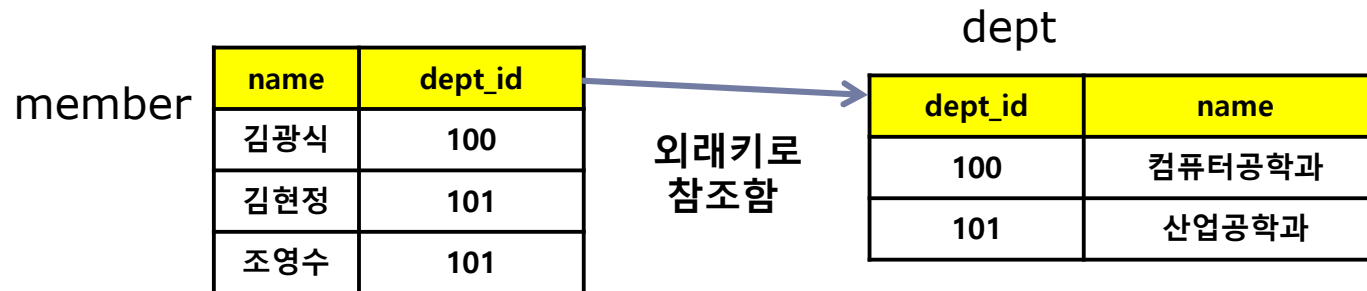 dept
member
name dept_id
김광식 100
김현정 101
조영수 101
외래키로
참조함
dept_id name
100 컴퓨터공학과
101 산업공학과